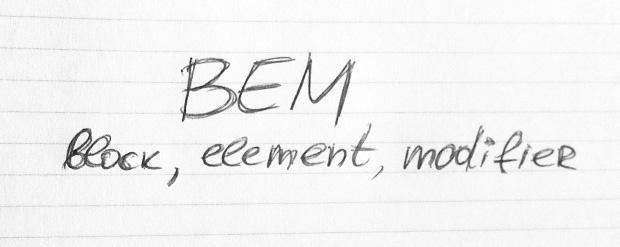 BEM
Block, element, modifier